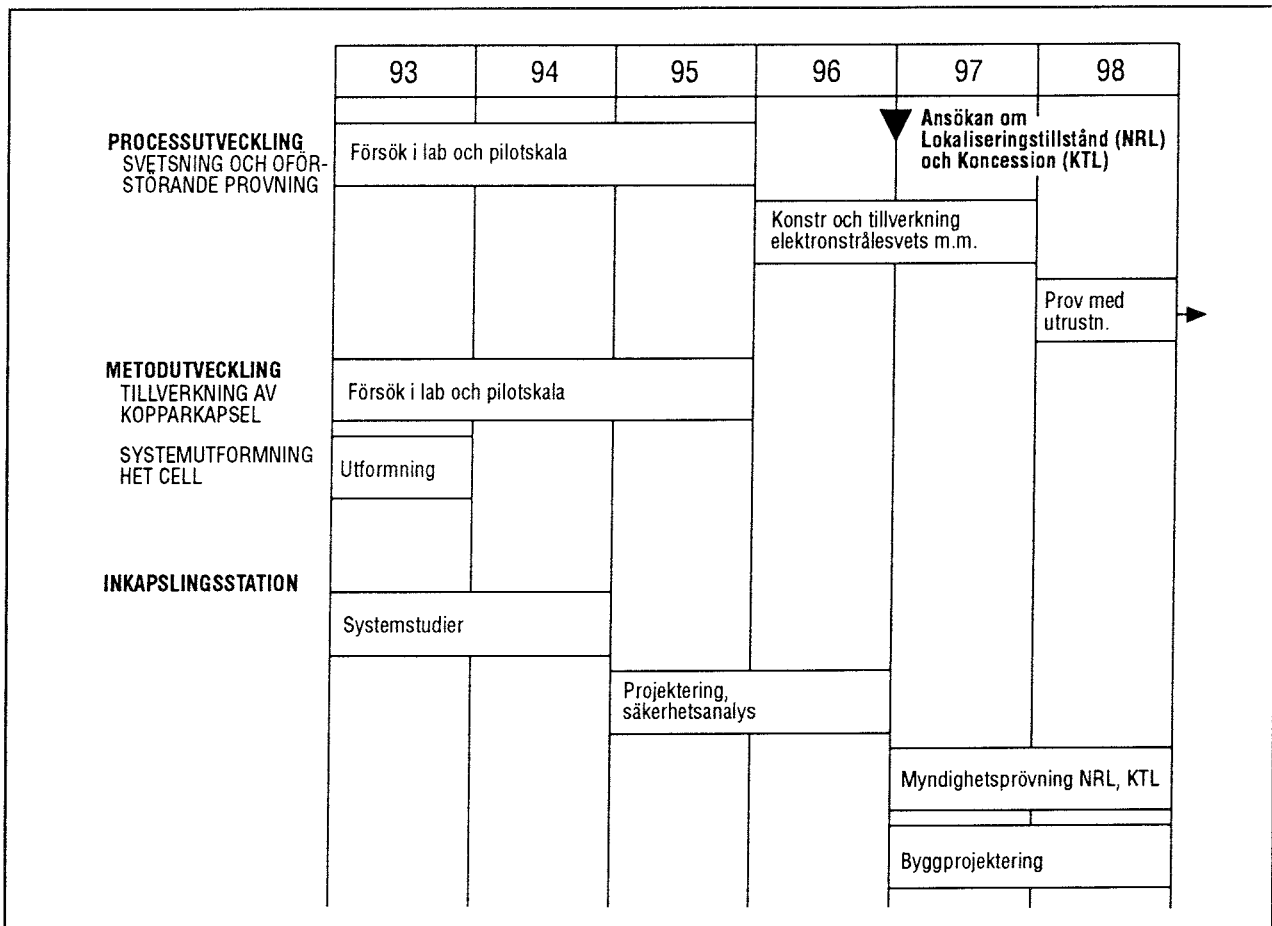 93 94 95 96 97 98
Ansökan om
Lokaliseringstillstånd (NRL)
och Koncession (KTL)
PROCESSUTVECKLING
SVETSNING OCH OFÖR-
STÖRANDE PROVNING
Försök i lab och pilotskala
Konstr och tillverkning
elektronstrålesvets m.m.
Prov med
utrustn.
METODUTVECKLING
TILLVERKNING AV
KOPPARKAPSEL
Försök i lab och pilotskala
SYSTEMUTFORMNING
HET CELL
Utformning
INKAPSLINGSSTATION
Systemstudier
Projektering,
säkerhetsanalys
Myndighetsprövning NRL, KTL
Byggprojektering